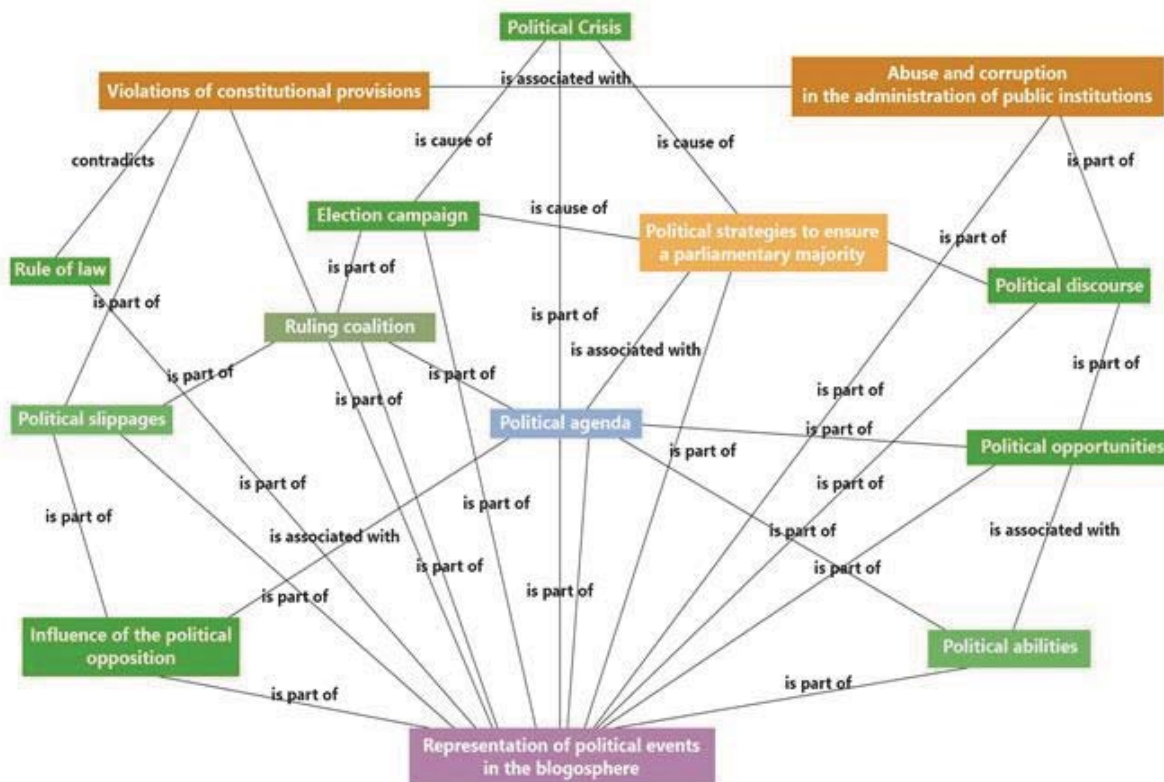 Political Crisis
is associated with
Violations of constitutional provisions
Abuse and corruption
in the administration of public institutions
contradicts
is cause of
is cause of
is part of
Election campaign
is cause of
Political strategies to ensure
a parliamentary majority
is part of
Rule of law
is part of
Political discourse
is part of
is part of
Ruling coalition
is associated with
is part of
is part of
is part of
is part of
is part of
Political slippages
Political agenda
is part of
Political opportunities
is part of
is part of
is part of
is part of
is part of
is associated with
is part of
is associated with
is part of
is part of
is part of
is part of
Influence of the political
opposition
Political abilities
is part of
is part of
Representation of political events
in the blogosphere